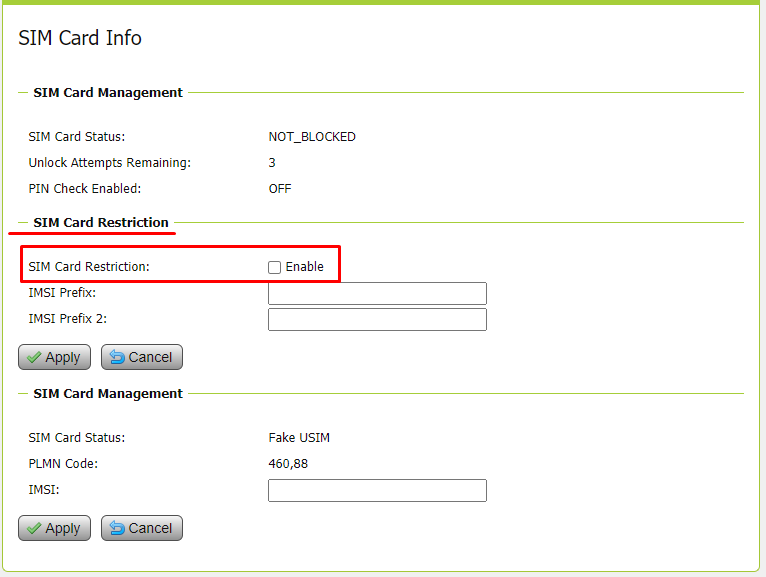 SIM Card Info
SIM Card Management
SIM Card Status: NOT_BLOCKED
Unlock Attempts Remaining: 3
PIN Check Enabled: OFF
SIM Card Restriction
SIM Card Restriction: Enable
IMSI Prefix:
IMSI Prefix 2:
Apply Cancel
SIM Card Management
SIM Card Status: Fake USIM
PLMN Code: 460,88
IMSI:
Apply Cancel